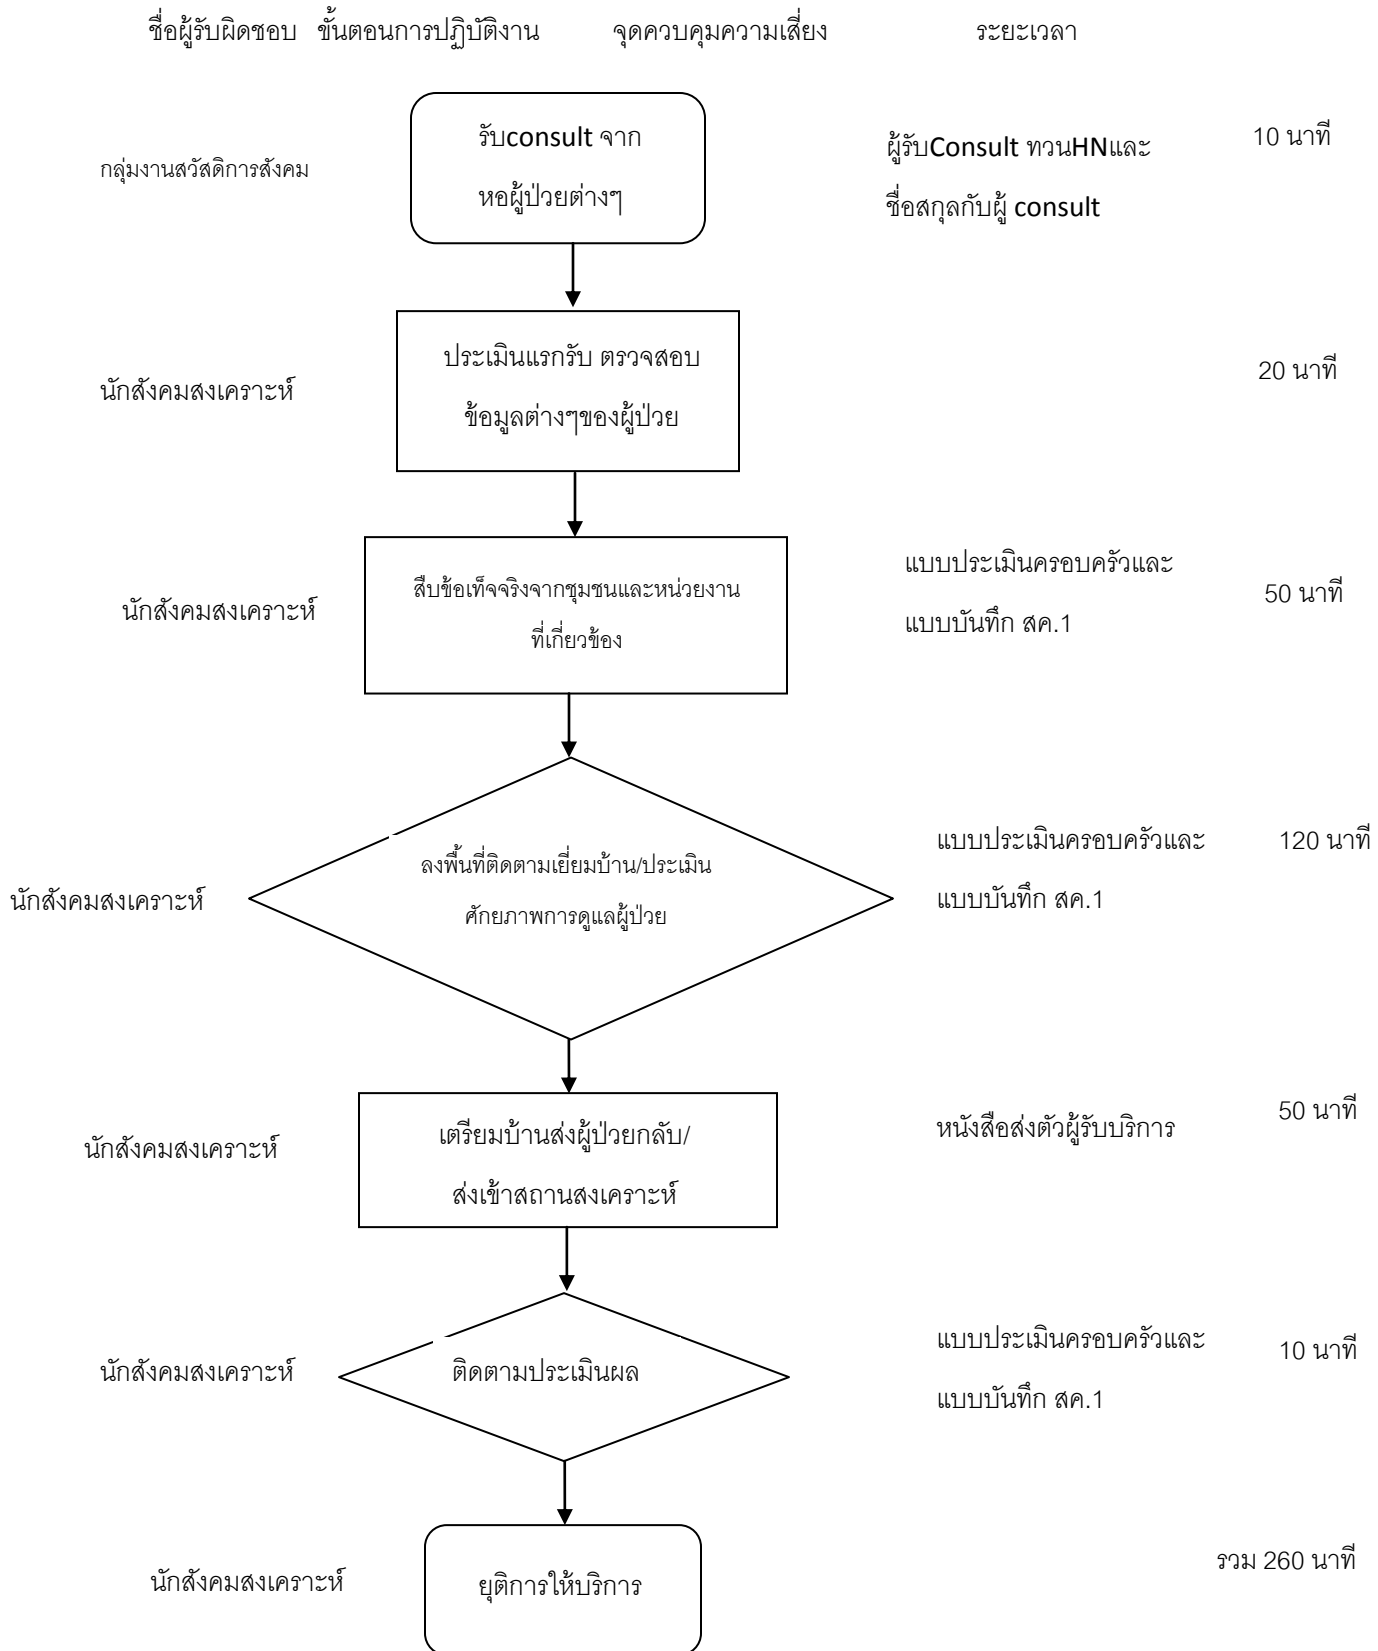 ชื่อผู้รับผิดชอบ ขั้นตอนการปฏิบัติงาน จุดควบคุมความเสี่ยง ระยะเวลา
กลุ่มงานสวัสดิการสังคม
รับconsult จาก
หอผู้ป่วยต่างๆ
ผู้รับConsult ทวนHNและ
ชื่อสกุลกับผู้ consult
10 นาที
นักสังคมสงเคราะห์
ประเมินแรกรับ ตรวจสอบ
ข้อมูลต่างๆของผู้ป่วย
20 นาที
นักสังคมสงเคราะห์
สืบข้อเท็จจริงจากชุมชนและหน่วยงาน
ที่เกี่ยวข้อง
แบบประเมินครอบครัวและ
แบบบันทึก สค.1
50 นาที
นักสังคมสงเคราะห์
ลงพื้นที่ติดตามเยี่ยมบ้าน/ประเมิน
ศักยภาพการดูแลผู้ป่วย
แบบประเมินครอบครัวและ
แบบบันทึก สค.1
120 นาที
นักสังคมสงเคราะห์
เตรียมบ้านส่งผู้ป่วยกลับ/
ส่งเข้าสถานสงเคราะห์
หนังสือส่งตัวผู้รับบริการ
50 นาที
นักสังคมสงเคราะห์
ติดตามประเมินผล
แบบประเมินครอบครัวและ
แบบบันทึก สค.1
10 นาที
นักสังคมสงเคราะห์
ยุติการให้บริการ
รวม 260 นาที